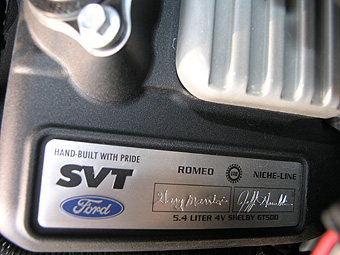 HAND-BUILT WITH PRIDE
SVT
Ford
ROMEO NICHE-LINE
5.4 LITER 4V SHELBY GT500